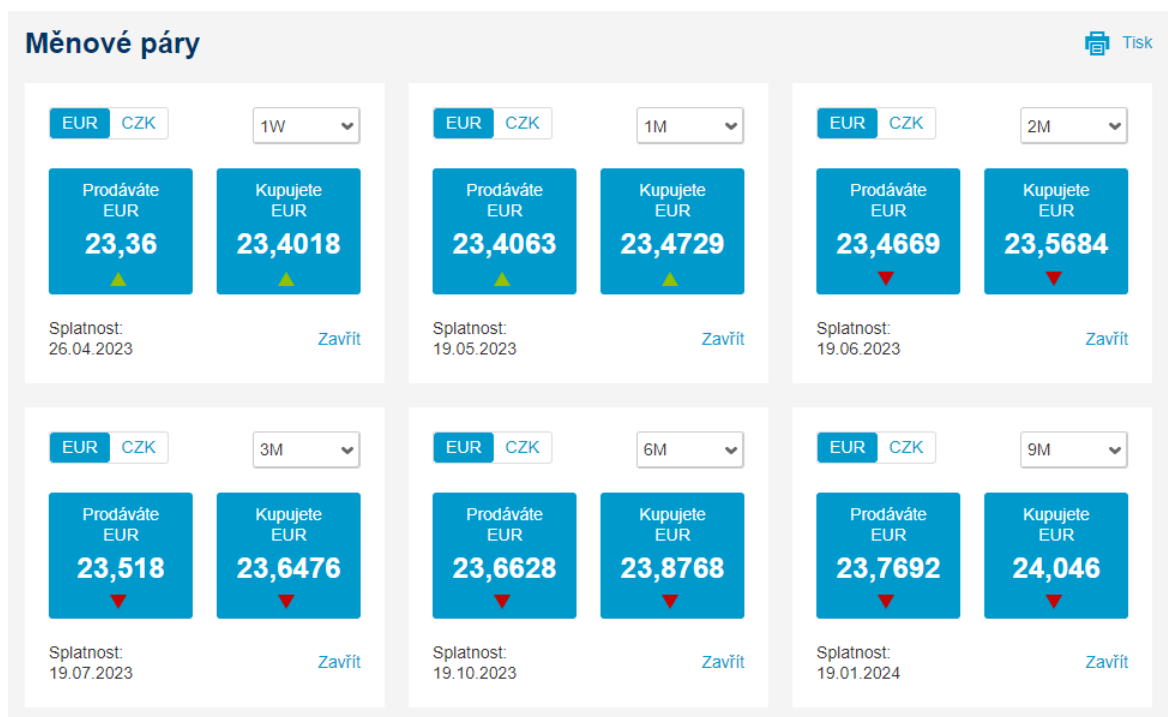 Měnové páry
Tisk
EUR CZK
1W
Prodáváte
EUR
23,36
Kupujete
EUR
23,4018
Splatnost:
26.04.2023
Zavřít
EUR CZK
1M
Prodáváte
EUR
23,4063
Kupujete
EUR
23,4729
Splatnost:
19.05.2023
Zavřít
EUR CZK
2M
Prodáváte
EUR
23,4669
Kupujete
EUR
23,5684
Splatnost:
19.06.2023
Zavřít
EUR CZK
3M
Prodáváte
EUR
23,518
Kupujete
EUR
23,6476
Splatnost:
19.07.2023
Zavřít
EUR CZK
6M
Prodáváte
EUR
23,6628
Kupujete
EUR
23,8768
Splatnost:
19.10.2023
Zavřít
EUR CZK
9M
Prodáváte
EUR
23,7692
Kupujete
EUR
24,046
Splatnost:
19.01.2024
Zavřít